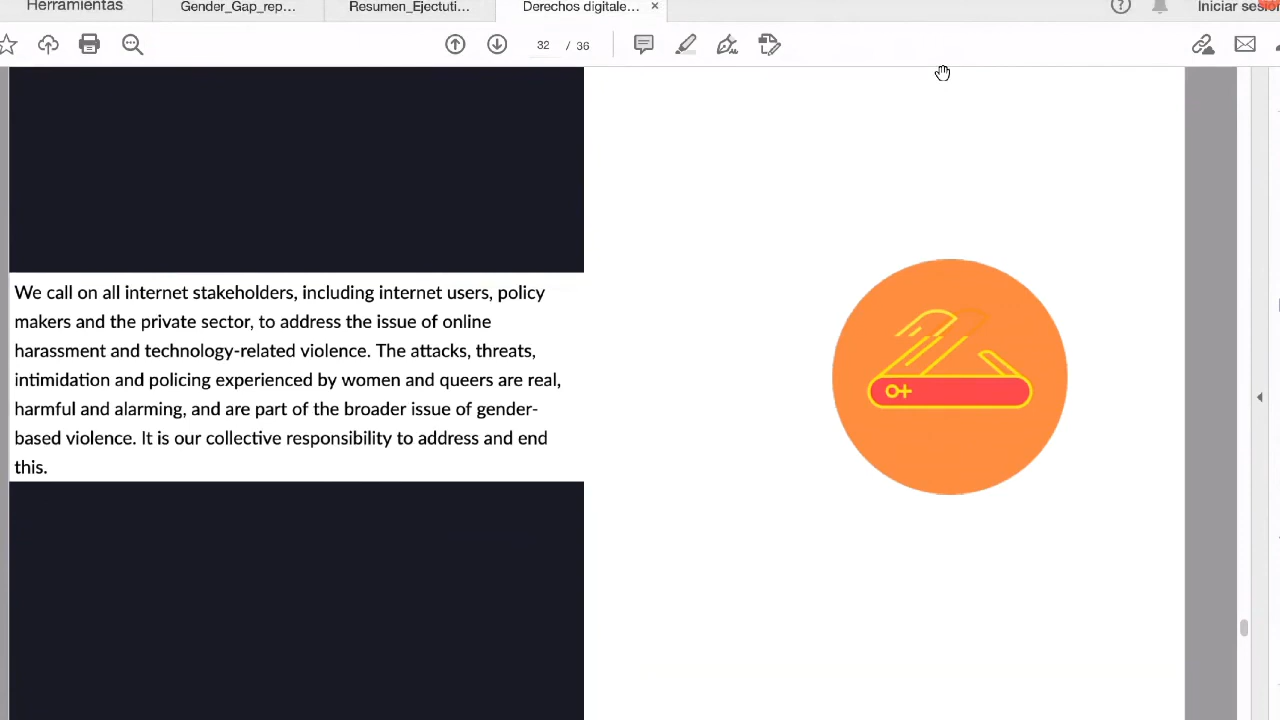 Herramientas Gender_Gap_rep... Resumen_Ejectuti... Derechos digitale... ×
Iniciar sesió
32 / 36
We call on all internet stakeholders, including internet users, policy
makers and the private sector, to address the issue of online
harassment and technology-related violence. The attacks, threats,
intimidation and policing experienced by women and queers are real,
harmful and alarming, and are part of the broader issue of gender-
based violence. It is our collective responsibility to address and end
this.